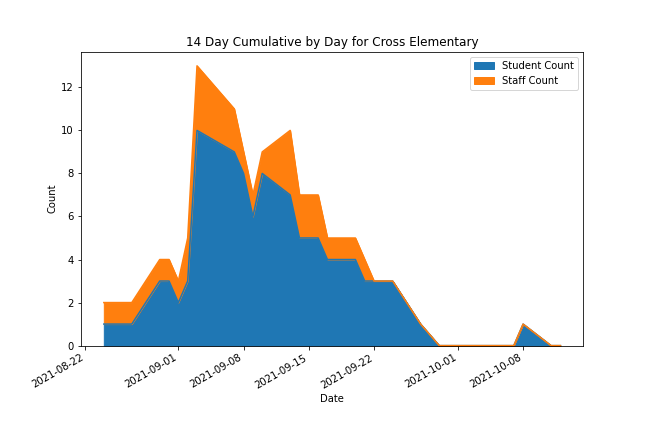 14 Day Cumulative by Day for Cross Elementary
Student Count
Staff Count
Count
12
10
8
6
4
2
0
2021-08-22
2021-09-01
2021-09-08
2021-09-15
2021-09-22
2021-10-01
2021-10-08
Date